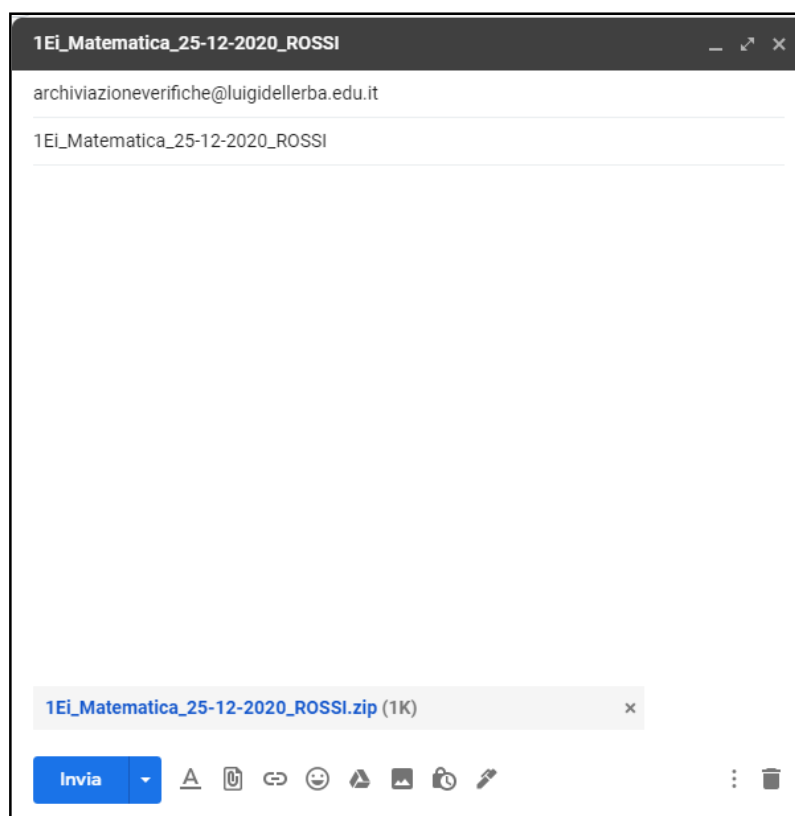 1Ei_Matematica_25-12-2020_ROSSI
archiviazioneverifiche@luigidellerba.edu.it
1Ei_Matematica_25-12-2020_ROSSI
1Ei_Matematica_25-12-2020_ROSSI.zip (1K)
Invia